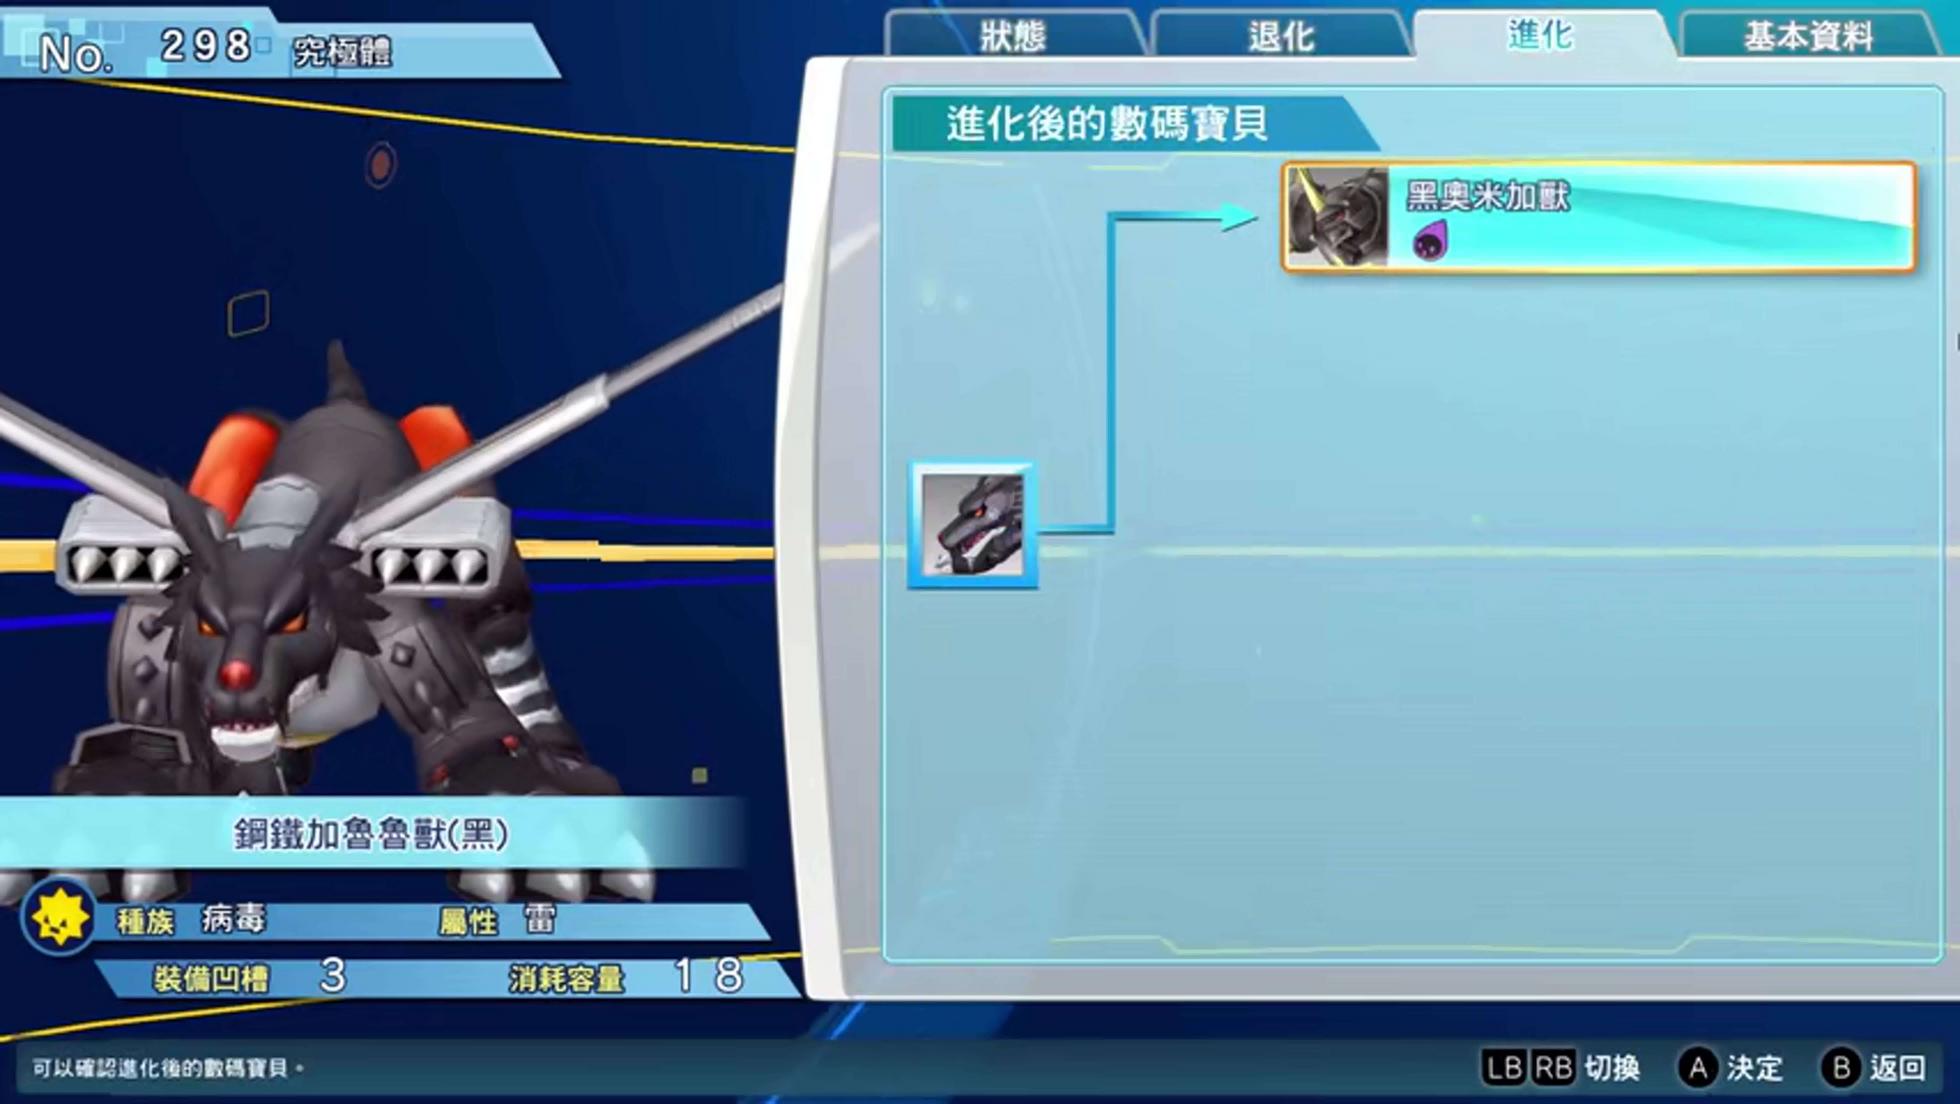 No. 298 究極體
狀態 退化 進化 基本資料
進化後的數碼寶貝
黑奧米加獸
鋼鐵加魯魯獸(黑)
種族 病毒 屬性 雷
裝備凹槽 3 消耗容量 18
可以確認進化後的數碼寶貝。
LB RB 切換 A 決定 B 返回